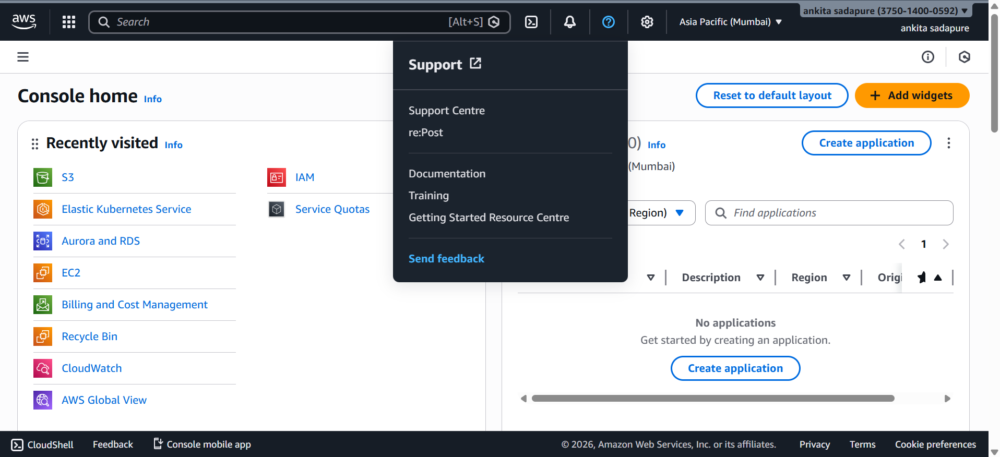 aws
Search [Alt+S]
Asia Pacific (Mumbai)
ankita sadapure (3750-1400-0592)
ankita sadapure
Support
Support Centre
re:Post
Documentation
Training
Getting Started Resource Centre
Send feedback
Console home Info
Reset to default layout
+ Add widgets
Recently visited Info
S3
Elastic Kubernetes Service
Aurora and RDS
EC2
Billing and Cost Management
Recycle Bin
CloudWatch
AWS Global View
IAM
Service Quotas
0) Info
Create application
(Mumbai)
Region)
Find applications
1
Description
Region
Origi
No applications
Get started by creating an application.
Create application
CloudShell
Feedback
Console mobile app
© 2026, Amazon Web Services, Inc. or its affiliates.
Privacy
Terms
Cookie preferences